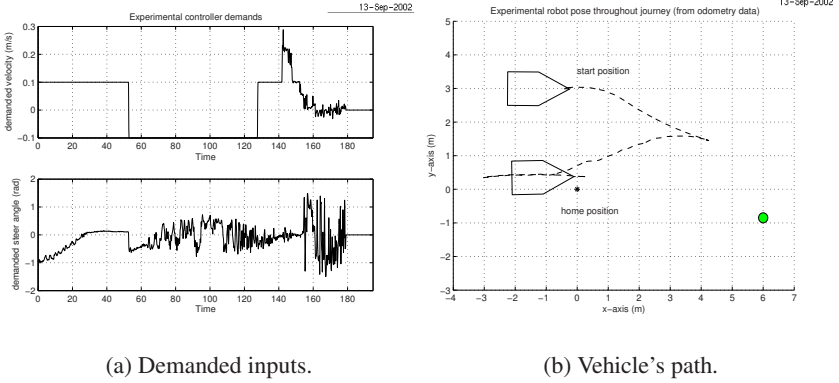 13-Sep-2002
Experimental controller demands
demanded velocity (m/s)
0.3
0.2
0.1
0
−0.1
0 20 40 60 80 100 120 140 160 180
Time
demanded steer angle (rad)
2
1
0
−1
−2
0 20 40 60 80 100 120 140 160 180
Time
(a) Demanded inputs.
13-Sep-2002
Experimental robot pose throughout journey (from odometry data)
y−axis (m)
5
4
3
2
1
0
−1
−2
−3
start position
home position
−4 −3 −2 −1 0 1 2 3 4 5 6 7
x−axis (m)
(b) Vehicle's path.